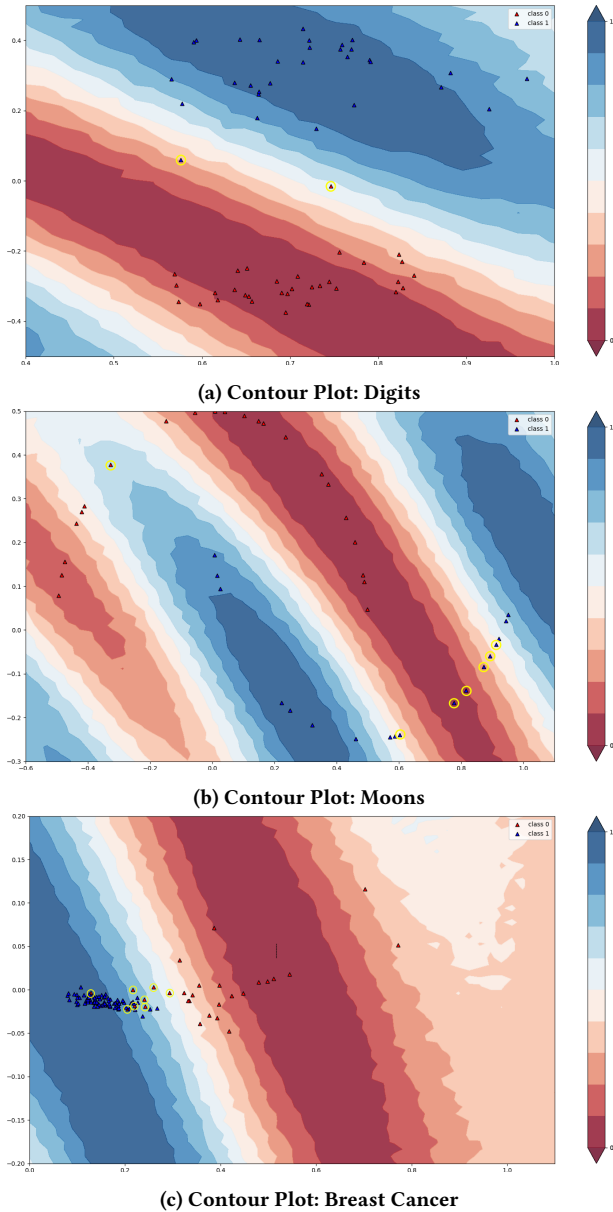 class 0
class 1
0.4
0.2
0.0
−0.2
−0.4
0.4 0.5 0.6 0.7 0.8 0.9 1.0
1
0
(a) Contour Plot: Digits
class 0
class 1
0.5
0.4
0.3
0.2
0.1
0.0
−0.1
−0.2
−0.3
−0.6 −0.4 −0.2 0.0 0.2 0.4 0.6 0.8 1.0
(b) Contour Plot: Moons
class 0
class 1
0.20
0.15
0.10
0.05
0.00
−0.05
−0.10
−0.15
−0.20
0.0 0.2 0.4 0.6 0.8 1.0
1
0
(c) Contour Plot: Breast Cancer